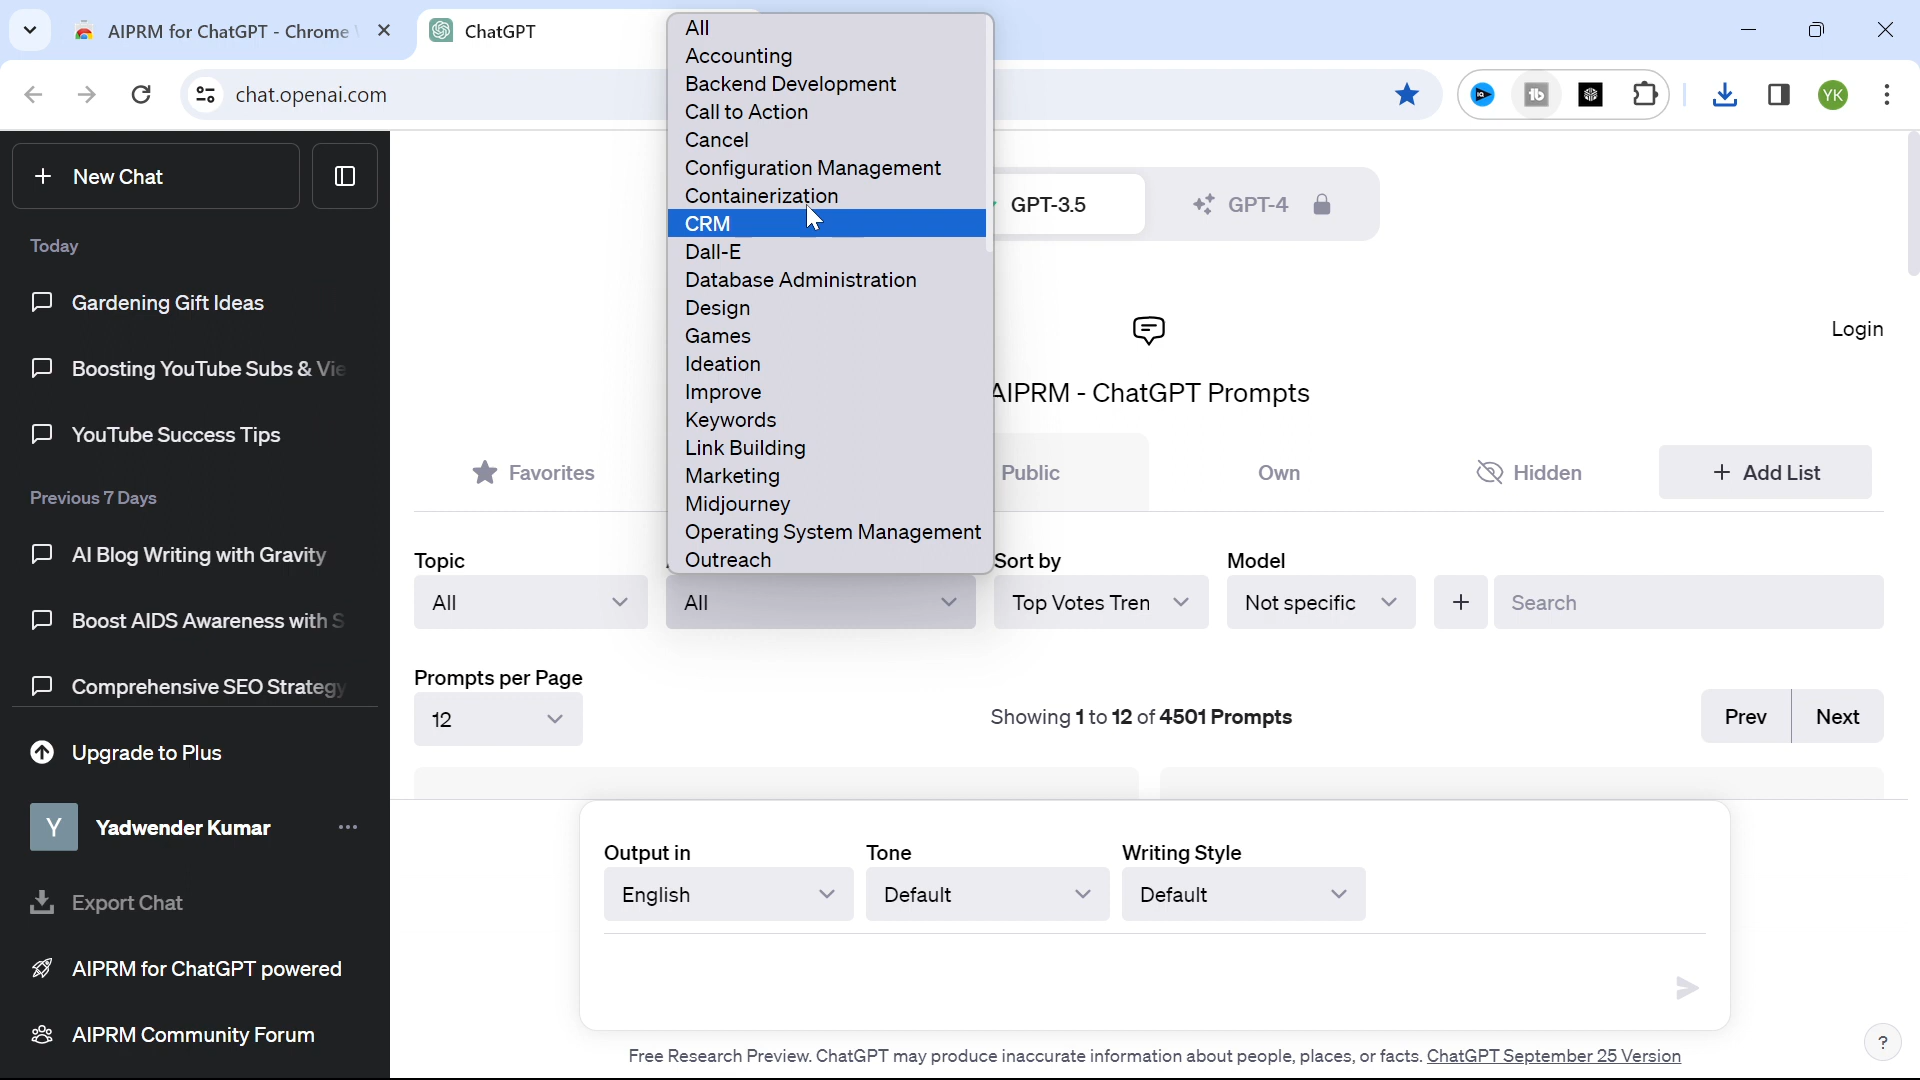 AIPRM for ChatGPT - Chrome
ChatGPT
chat.openai.com
YK
New Chat
Today
Gardening Gift Ideas
Boosting YouTube Subs & Vie
YouTube Success Tips
Previous 7 Days
AI Blog Writing with Gravity
Boost AIDS Awareness with S
Comprehensive SEO Strategy
Upgrade to Plus
Y
Yadwender Kumar
Export Chat
AIPRM for ChatGPT powered
AIPRM Community Forum
All
Accounting
Backend Development
Call to Action
Cancel
Configuration Management
Containerization
CRM
Dall-E
Database Administration
Design
Games
Ideation
Improve
Keywords
Link Building
Marketing
Midjourney
Operating System Management
Outreach
GPT-3.5
GPT-4
Login
AIPRM - ChatGPT Prompts
Favorites
Public
Own
Hidden
+ Add List
Topic
Sort by
Model
All
All
Top Votes Tren
Not specific
+
Search
Prompts per Page
12
Showing 1 to 12 of 4501 Prompts
Prev
Next
Output in
Tone
Writing Style
English
Default
Default
Free Research Preview. ChatGPT may produce inaccurate information about people, places, or facts. ChatGPT September 25 Version
?